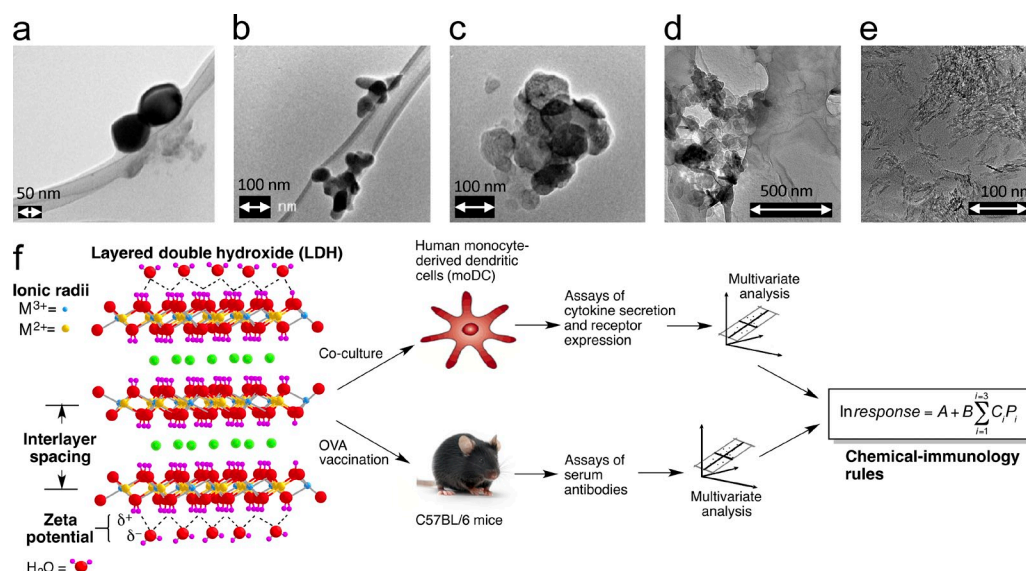 a
b
c
d
e
50 nm
100 nm
nm
100 nm
500 nm
100 nm
f
Layered double hydroxide (LDH)
Ionic radii
M³⁺=
M²⁺=
Interlayer
spacing
Zeta
potential
δ⁺
δ⁻
H₂O =
Co-culture
OVA
vaccination
Human monocyte-
derived dendritic
cells (moDC)
C57BL/6 mice
Assays of
cytokine secretion
and receptor
expression
Assays of
serum
antibodies
Multivariate
analysis
Multivariate
analysis
ln response = A + B∑ᵢ₌₁ⁱ⁼³ CᵢPᵢ
Chemical-immunology
rules